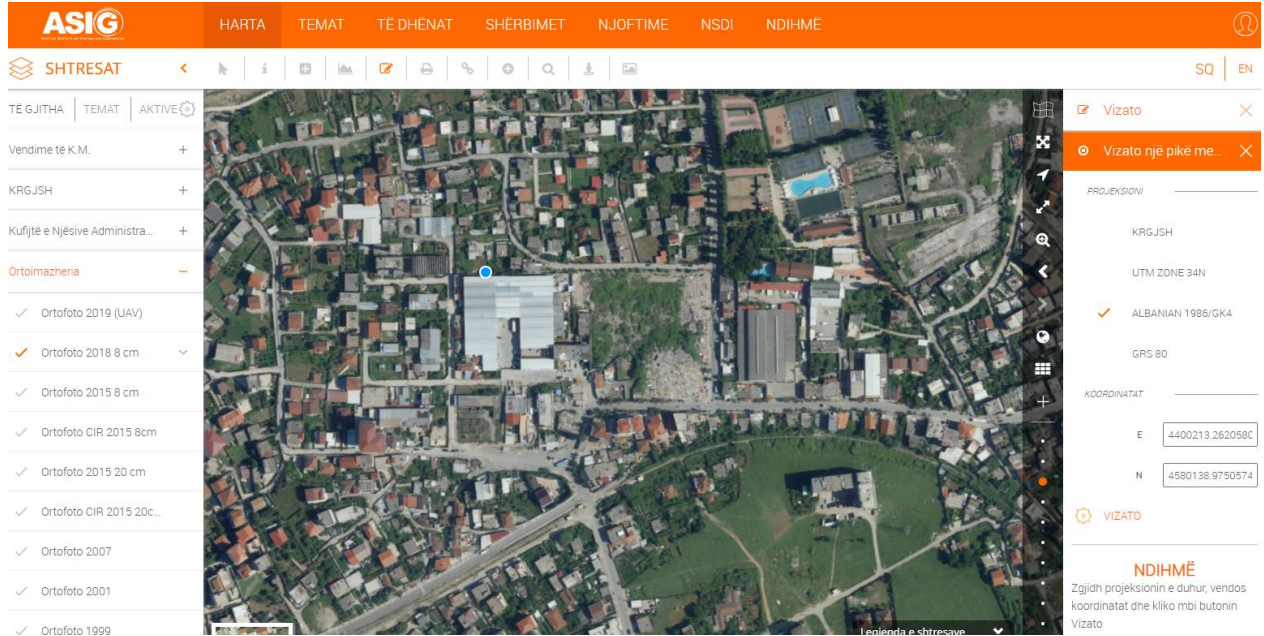 ASIG
HARTA TEMAT TË DHËNAT SHËRBIMET NJOFTIME NSDI NDIHMË
SHTRESAT
SQ EN
TË GJITHA TEMAT AKTIVE
Vendime të K.M.
KRGJSH
Kufijtë e Njësive Administra...
Ortoimazheria
Ortofoto 2019 (UAV)
Ortofoto 2018 8 cm
Ortofoto 2015 8 cm
Ortofoto CIR 2015 8cm
Ortofoto 2015 20 cm
Ortofoto CIR 2015 20c...
Ortofoto 2007
Ortofoto 2001
Ortofoto 1999
Legjenda e shtresave
Vizato
Vizato një pikë me...
PROJEKSIONI
KRGJSH
UTM ZONE 34N
ALBANIAN 1986/GK4
GRS 80
KOORDINATAT
E 4400213.262058
N 4580138.9750574
VIZATO
NDIHMË
Zgjidh projeksionin e duhur, vendos
koordinatat dhe kliko mbi butonin
Vizato